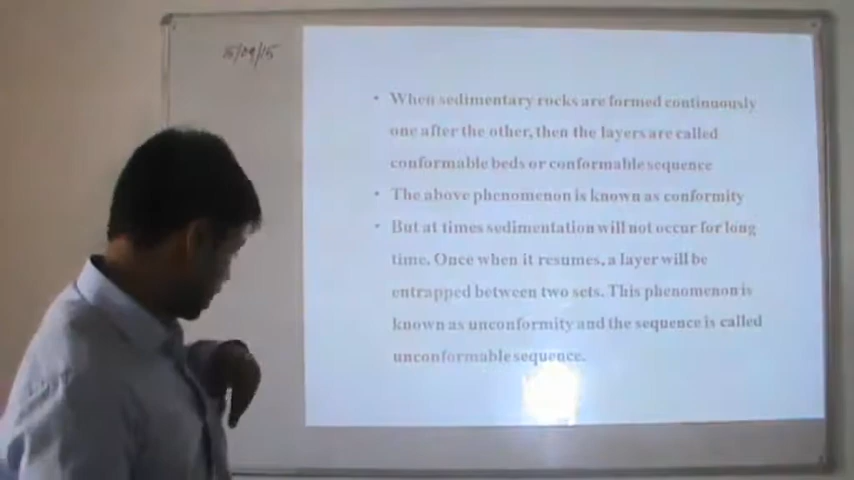 15/09/15
• When sedimentary rocks are formed continuously
one after the other, then the layers are called
conformable beds or conformable sequence
• The above phenomenon is known as conformity
• But at times sedimentation will not occur for long
time. Once when it resumes, a layer will be
entrapped between two sets. This phenomenon is
known as unconformity and the sequence is called
unconformable sequence.